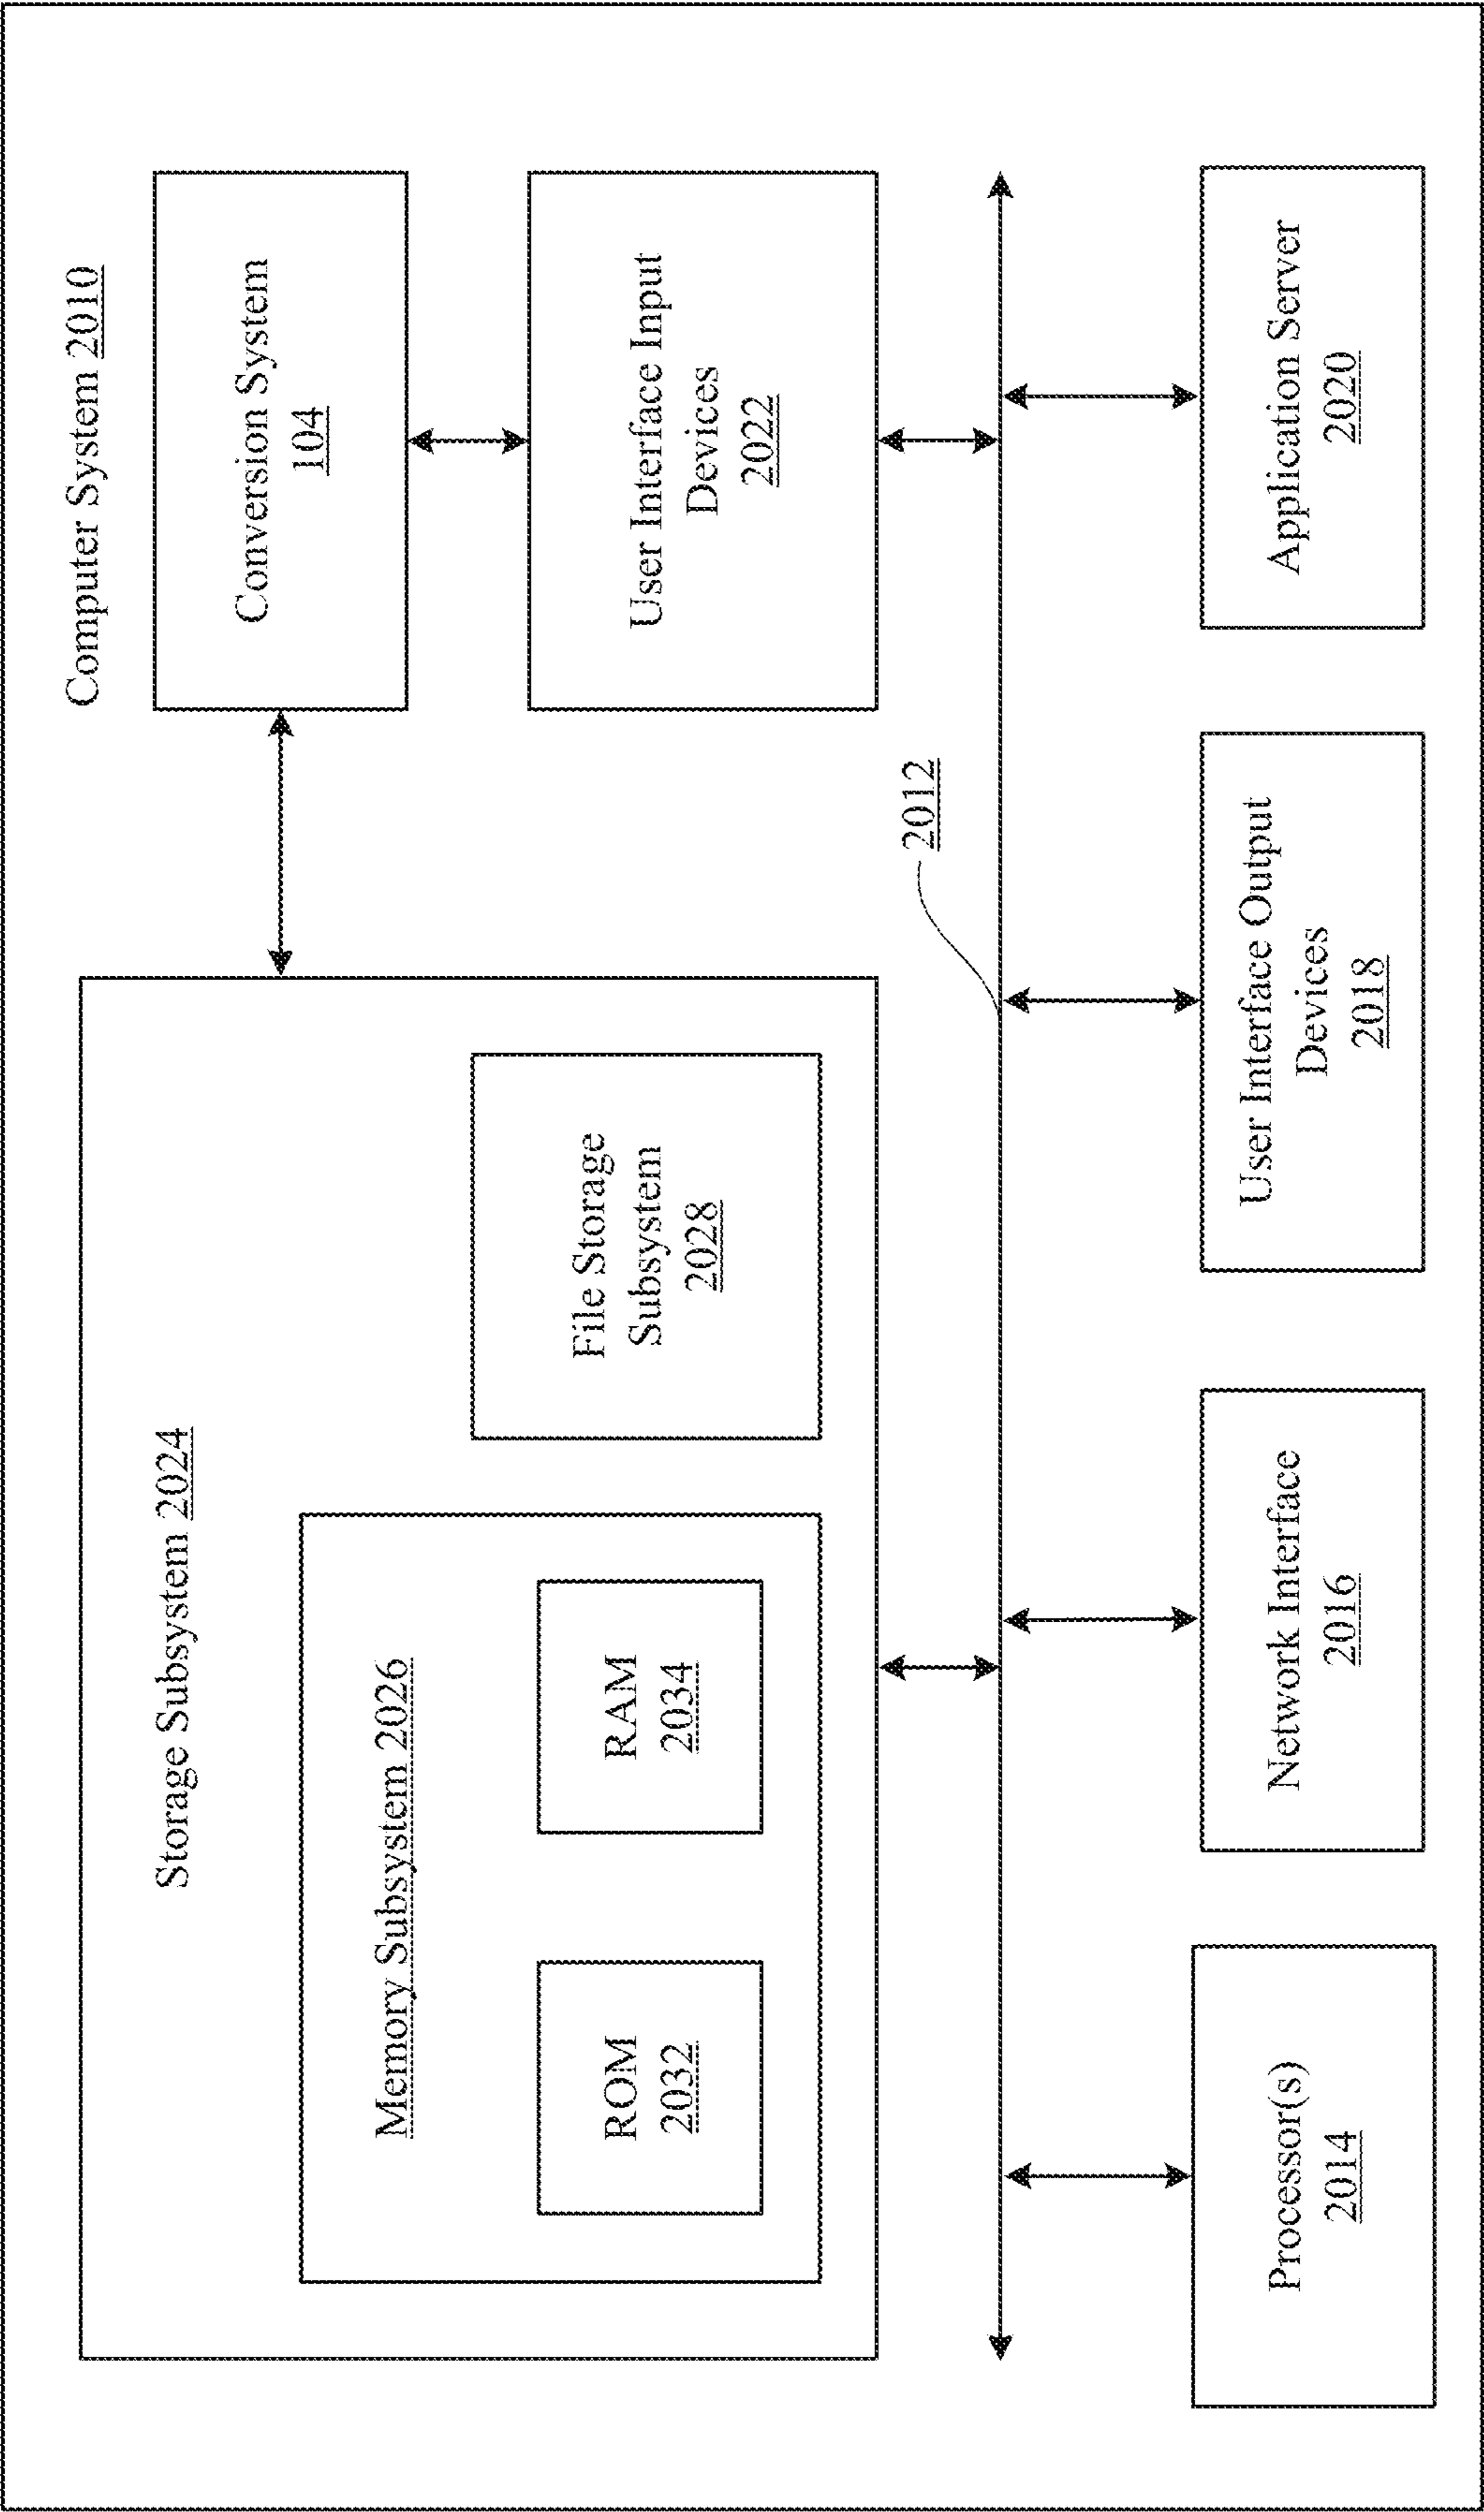 Computer System 2010
Storage Subsystem 2024
Memory Subsystem 2026
ROM
2032
RAM
2034
File Storage
Subsystem
2028
Conversion System
104
User Interface Input
Devices
2022
2012
Processor(s)
2014
Network Interface
2016
User Interface Output
Devices
2018
Application Server
2020